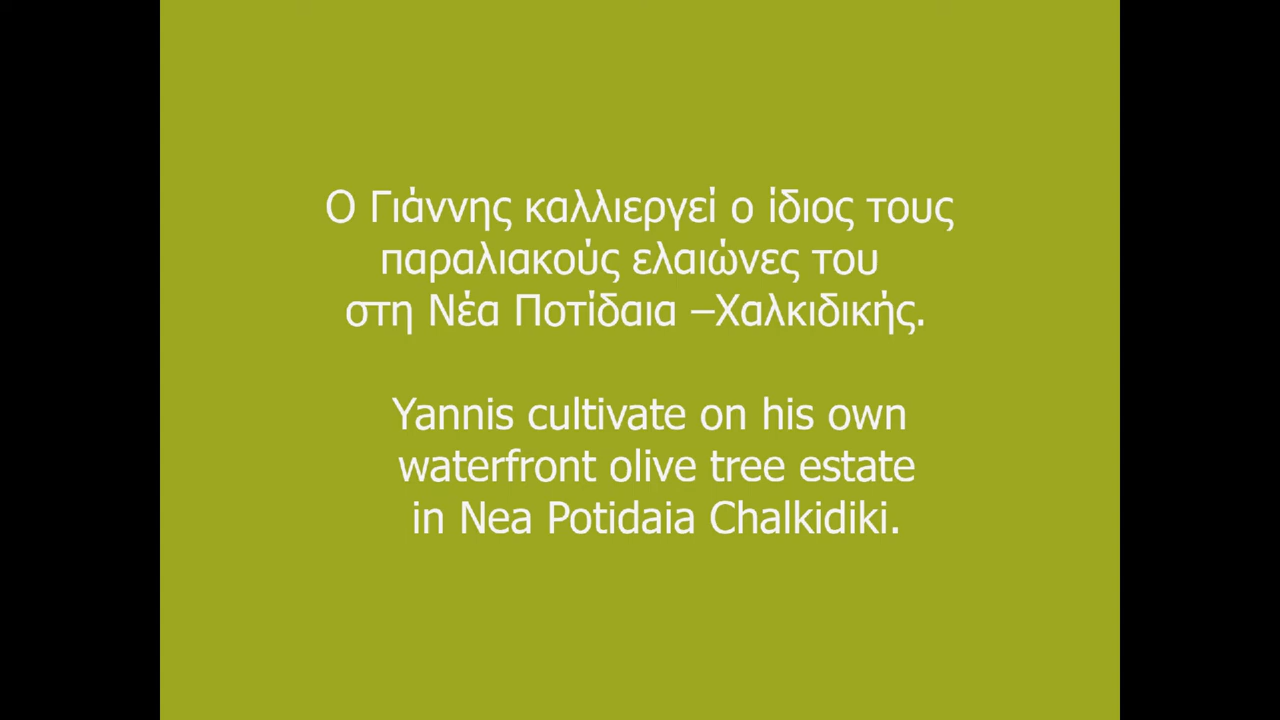 Ο Γιάννης καλλιεργεί ο ίδιος τους
παραλιακούς ελαιώνες του
στη Νέα Ποτίδαια –Χαλκιδικής.
Yannis cultivate on his own
waterfront olive tree estate
in Nea Potidaia Chalkidiki.